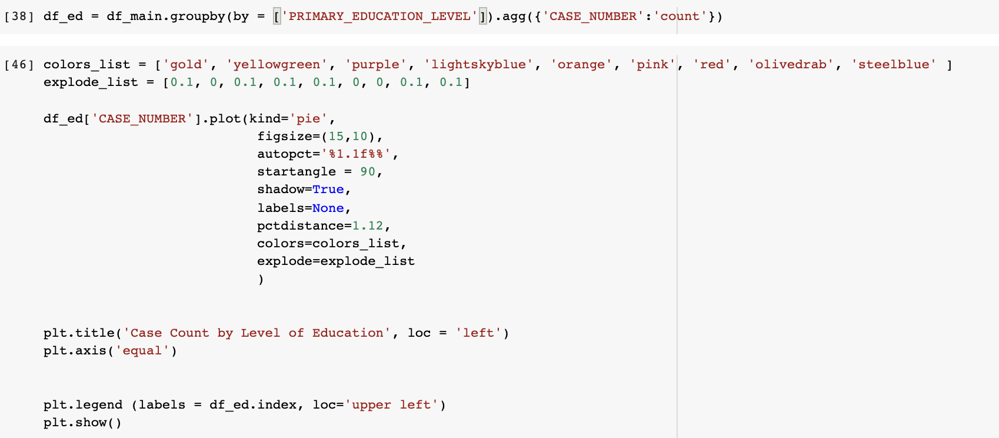 [38] df_ed = df_main.groupby(by = ['PRIMARY_EDUCATION_LEVEL']).agg({'CASE_NUMBER':'count'})
[46] colors_list = ['gold', 'yellowgreen', 'purple', 'lightskyblue', 'orange', 'pink', 'red', 'olivedrab', 'steelblue' ]
explode_list = [0.1, 0, 0.1, 0.1, 0.1, 0, 0, 0.1, 0.1]
df_ed['CASE_NUMBER'].plot(kind='pie',
figsize=(15,10),
autopct='%1.1f%%',
startangle = 90,
shadow=True,
labels=None,
pctdistance=1.12,
colors=colors_list,
explode=explode_list
)
plt.title('Case Count by Level of Education', loc = 'left')
plt.axis('equal')
plt.legend (labels = df_ed.index, loc='upper left')
plt.show()